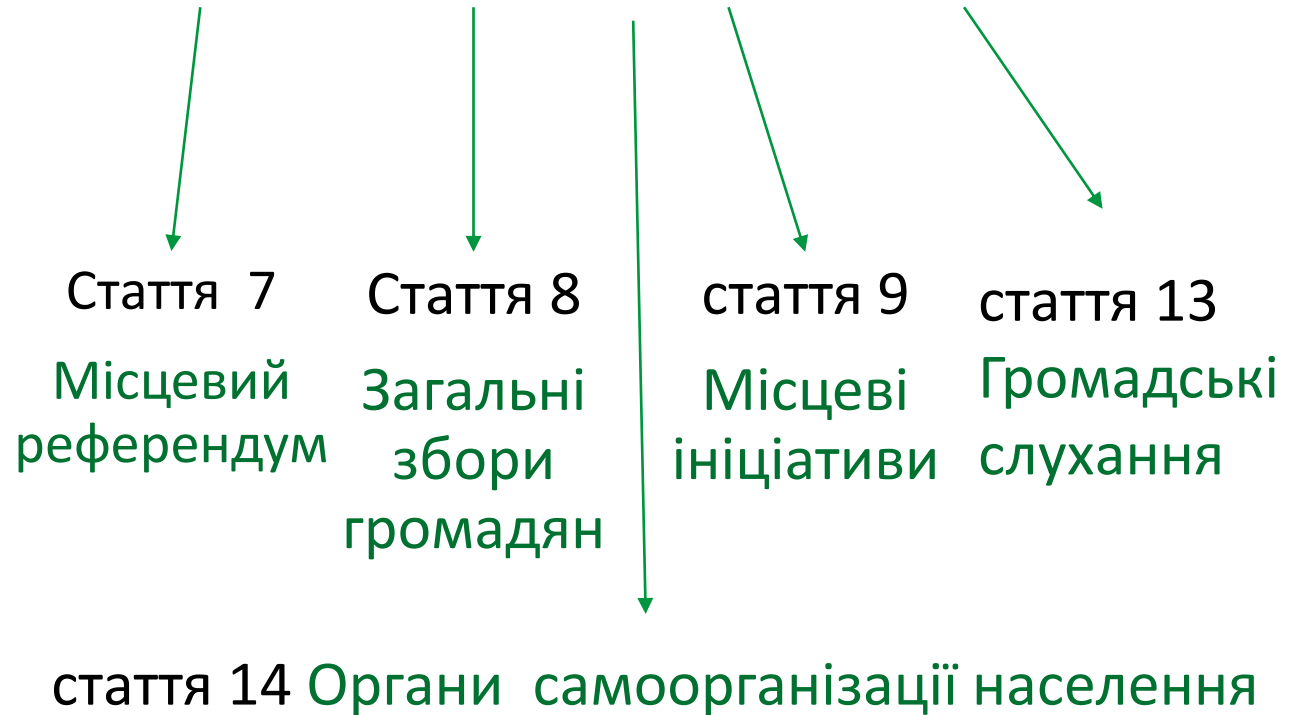 Стаття 7
Місцевий
референдум
Стаття 8
Загальні
збори
громадян
стаття 9
Місцеві
ініціативи
стаття 13
Громадські
слухання
стаття 14 Органи самоорганізації населення